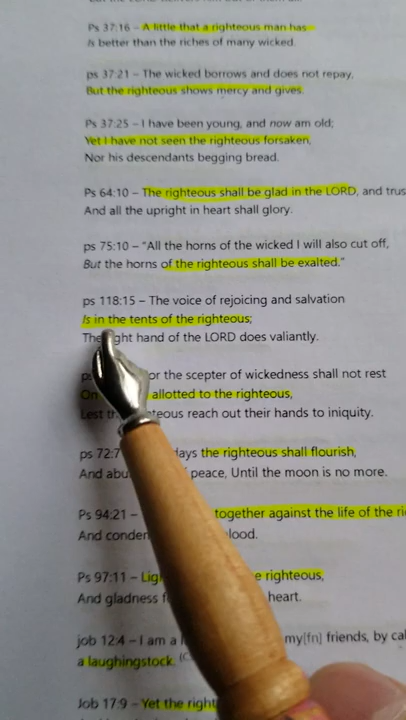 Ps 37:16 – A little that a righteous man has
Is better than the riches of many wicked.
ps 37:21 – The wicked borrows and does not repay,
But the righteous shows mercy and gives.
Ps 37:25 – I have been young, and now am old;
Yet I have not seen the righteous forsaken,
Nor his descendants begging bread.
Ps 64:10 – The righteous shall be glad in the LORD, and trus
And all the upright in heart shall glory.
ps 75:10 – "All the horns of the wicked I will also cut off,
But the horns of the righteous shall be exalted."
ps 118:15 – The voice of rejoicing and salvation
Is in the tents of the righteous;
The right hand of the LORD does valiantly.
or the scepter of wickedness shall not rest
On allotted to the righteous,
Lest teous reach out their hands to iniquity.
ps 72:7 days the righteous shall flourish,
And abu peace, Until the moon is no more.
Ps 94:21 – together against the life of the ri
And conde lood.
Ps 97:11 – Lig e righteous,
And gladness f heart.
job 12:4 – I am a my[fn] friends, by cal
a laughingstock.
Job 17:9 – Yet the right